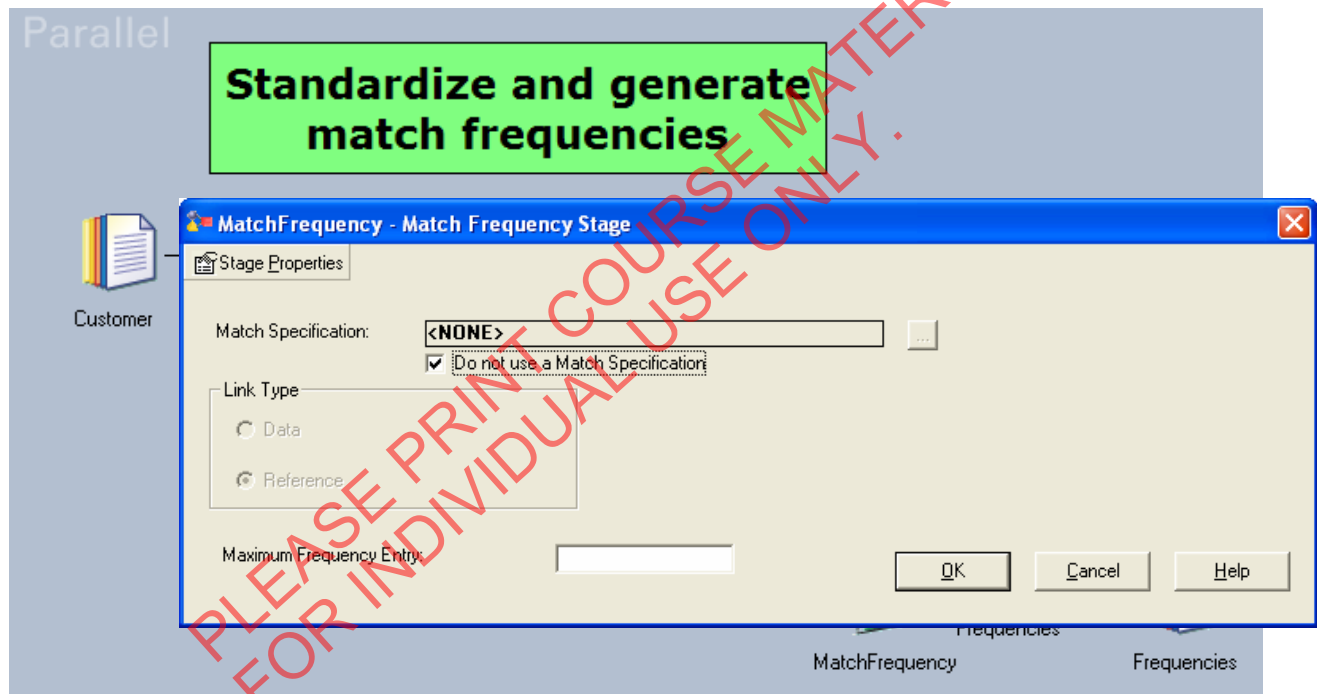 Parallel
Standardize and generate
match frequencies
MatchFrequency - Match Frequency Stage
Stage Properties
Customer
Match Specification:
<NONE>
...
Do not use a Match Specification
Link Type
Data
Reference
Maximum Frequency Entry:
OK
Cancel
Help
Frequencies
MatchFrequency
Frequencies
PLEASE PRINT COURSE MATER
FOR INDIVIDUAL USE ONLY.